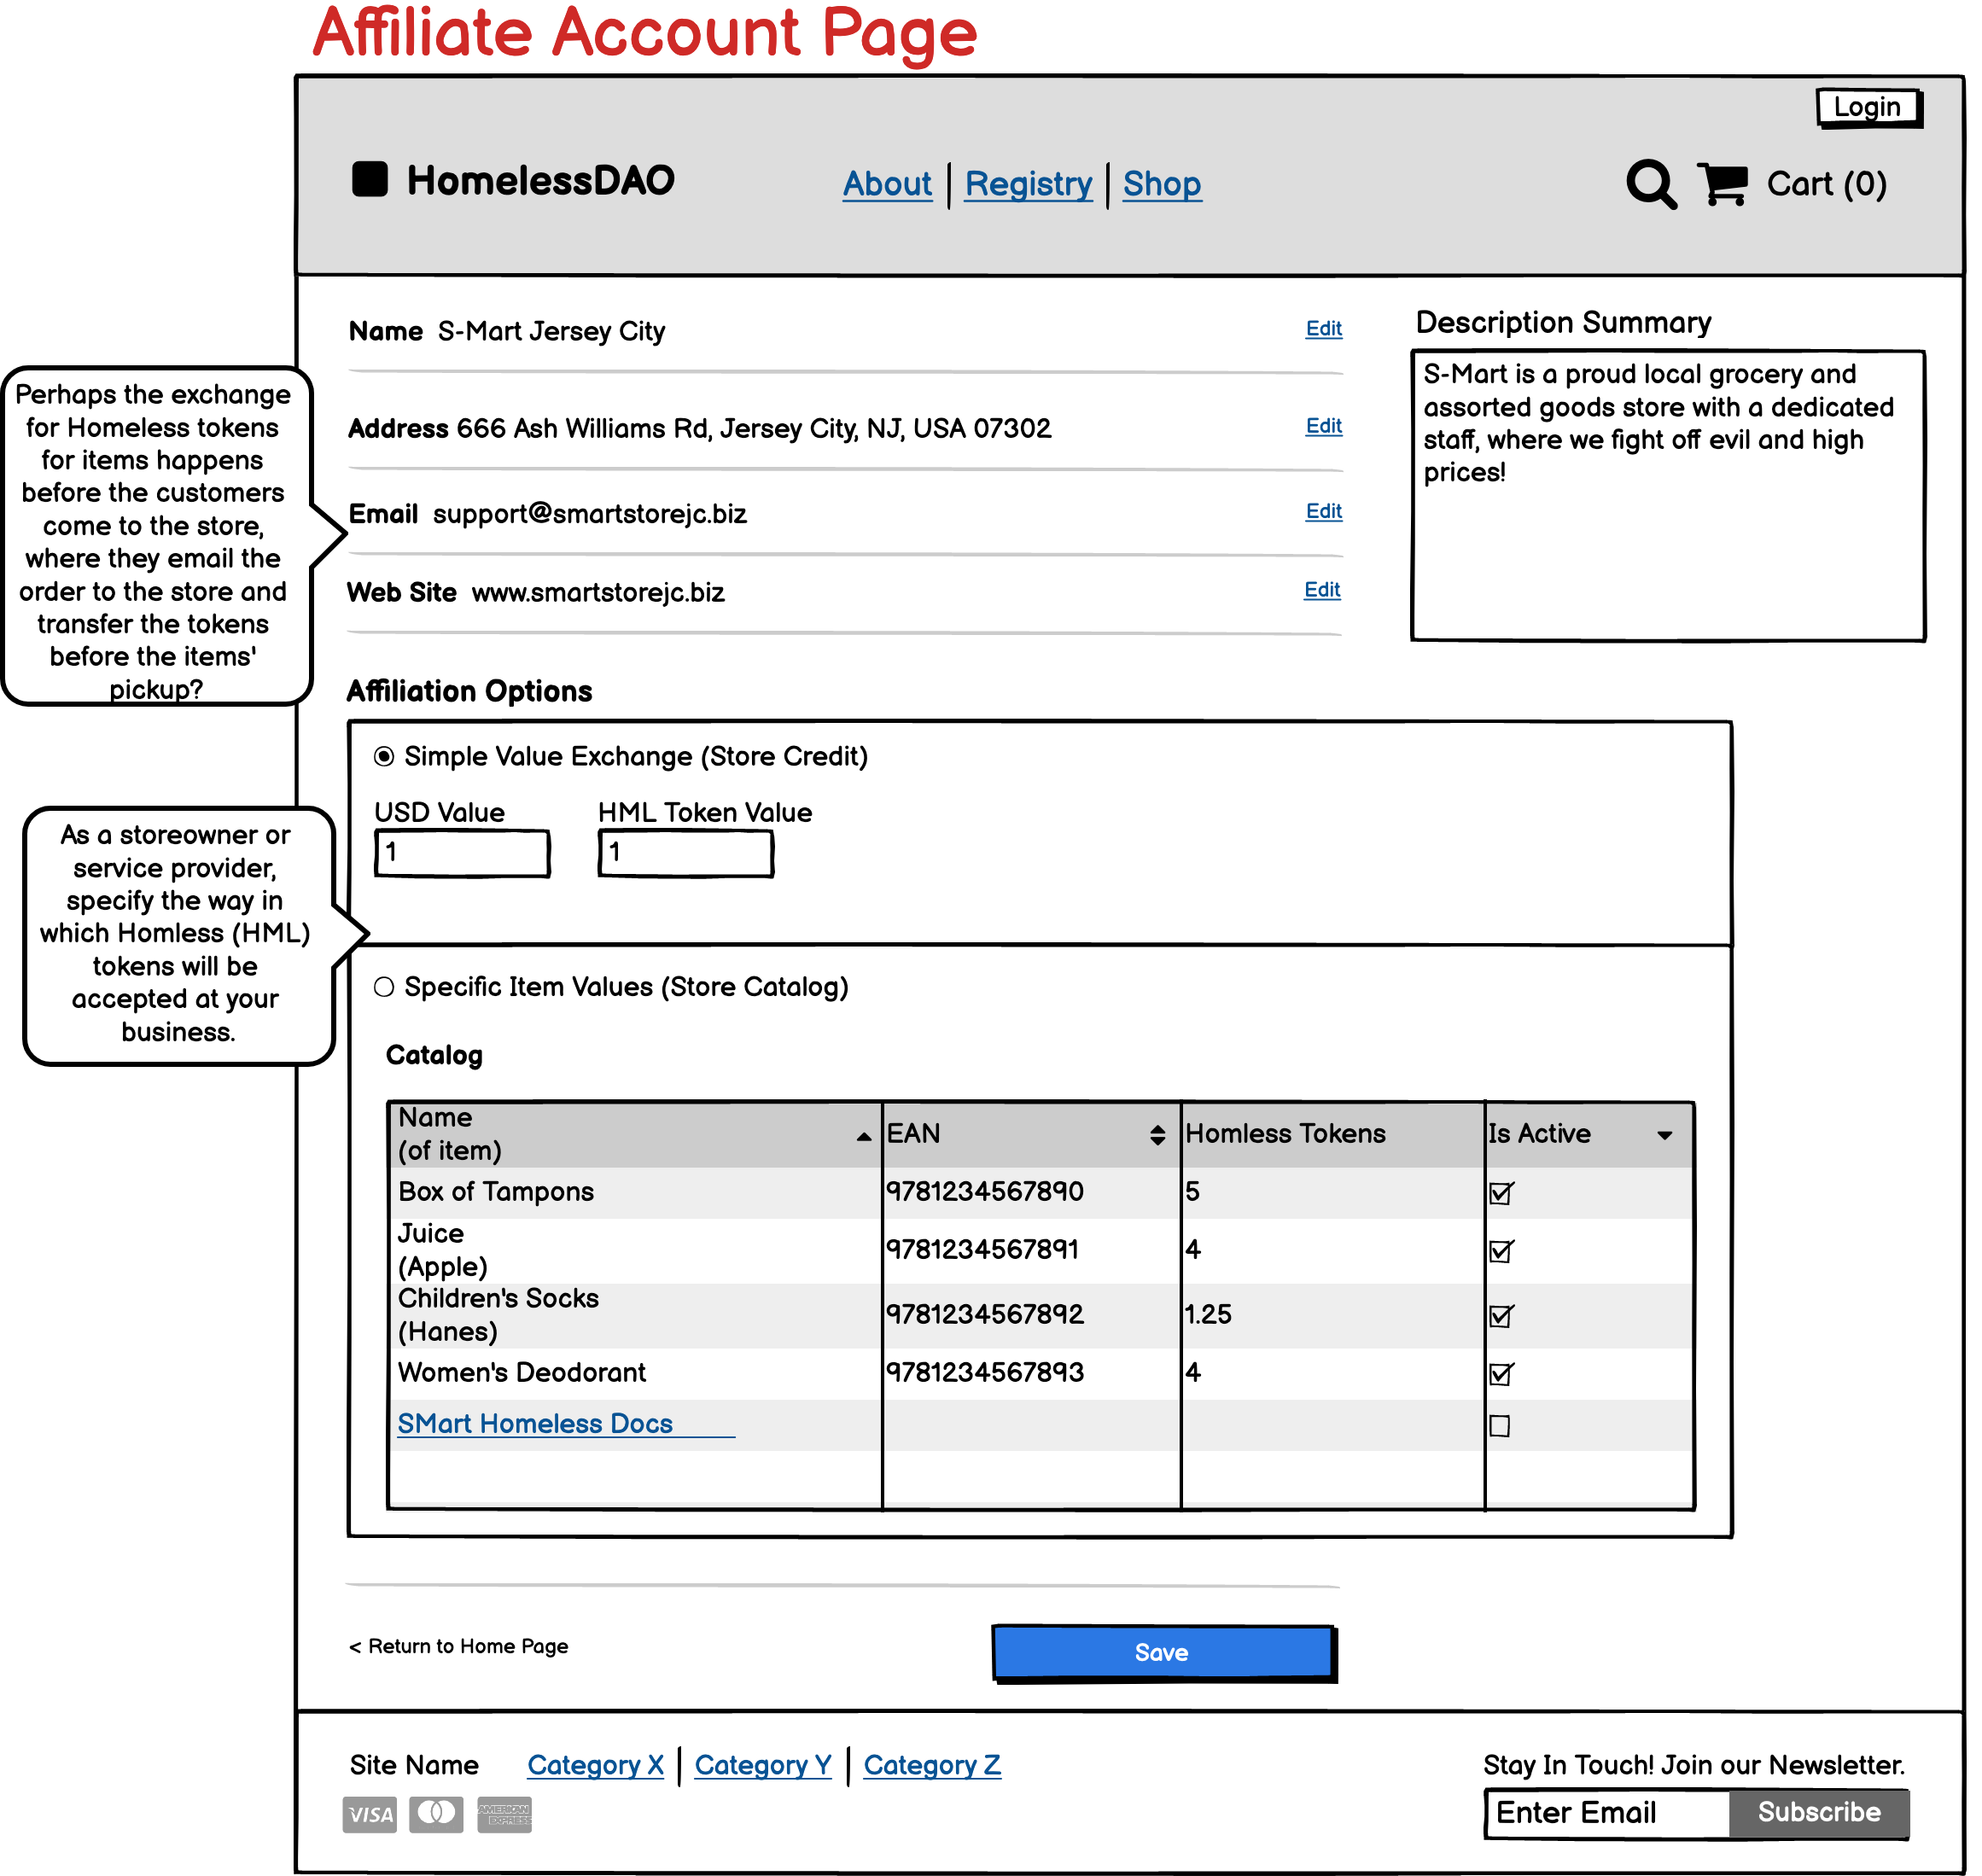 Affiliate Account Page
Login
HomelessDAO
About
Registry
Shop
Cart (0)
Name S-Mart Jersey City
Edit
Address 666 Ash Williams Rd, Jersey City, NJ, USA 07302
Edit
Email support@smartstorejc.biz
Edit
Web Site www.smartstorejc.biz
Edit
Description Summary
S-Mart is a proud local grocery and
assorted goods store with a dedicated
staff, where we fight off evil and high
prices!
Perhaps the exchange
for Homeless tokens
for items happens
before the customers
come to the store,
where they email the
order to the store and
transfer the tokens
before the items'
pickup?
Affiliation Options
Simple Value Exchange (Store Credit)
USD Value
HML Token Value
1
1
As a storeowner or
service provider,
specify the way in
which Homless (HML)
tokens will be
accepted at your
business.
Specific Item Values (Store Catalog)
Catalog
Name
(of item)
EAN
Homless Tokens
Is Active
Box of Tampons
9781234567890
5
Juice
(Apple)
9781234567891
4
Children's Socks
(Hanes)
9781234567892
1.25
Women's Deodorant
9781234567893
4
SMart Homeless Docs
< Return to Home Page
Save
Site Name
Category X
Category Y
Category Z
VISA
AMERICAN
EXPRESS
Stay In Touch! Join our Newsletter.
Enter Email
Subscribe